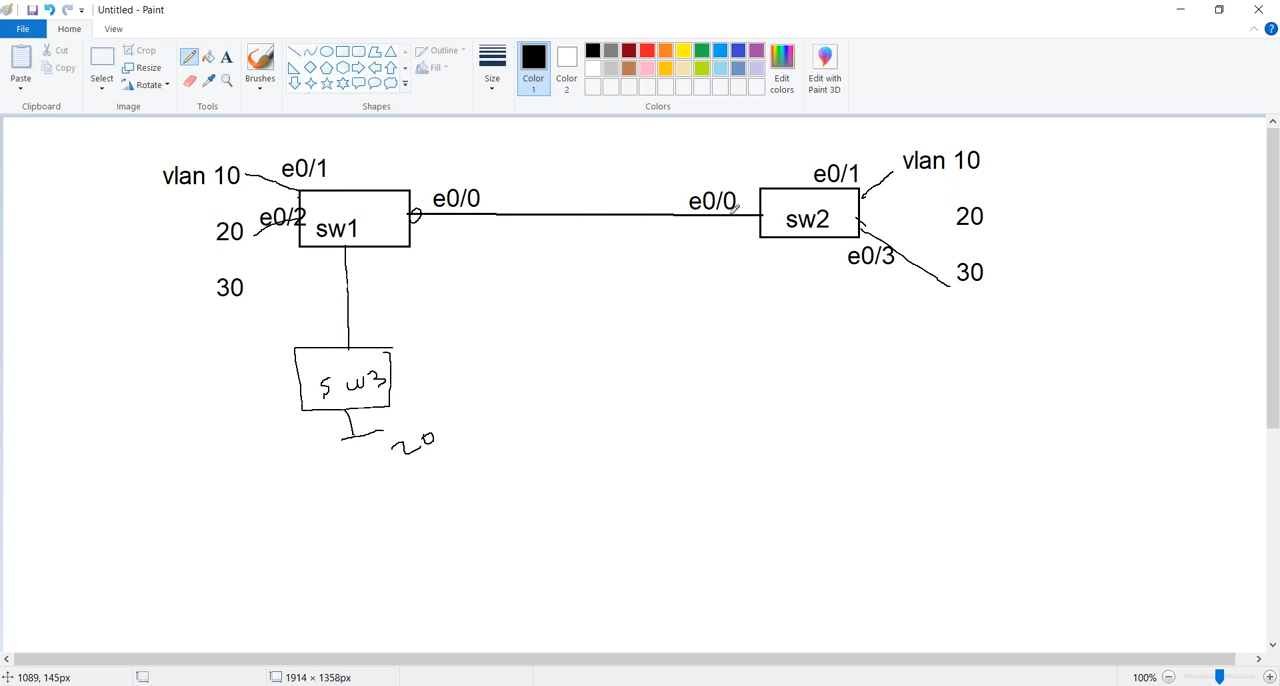 Untitled - Paint
File
Home
View
Paste
Cut
Copy
Clipboard
Select
Crop
Resize
Rotate
Image
Tools
Brushes
Outline
Fill
Shapes
Size
Color
1
Color
2
Edit
colors
Edit with
Paint 3D
Colors
vlan 10
e0/1
20
e0/2
30
sw1
e0/0
e0/0
e0/1
vlan 10
sw2
20
e0/3
30
sw3
20
1089, 145px
1914 × 1358px
100%